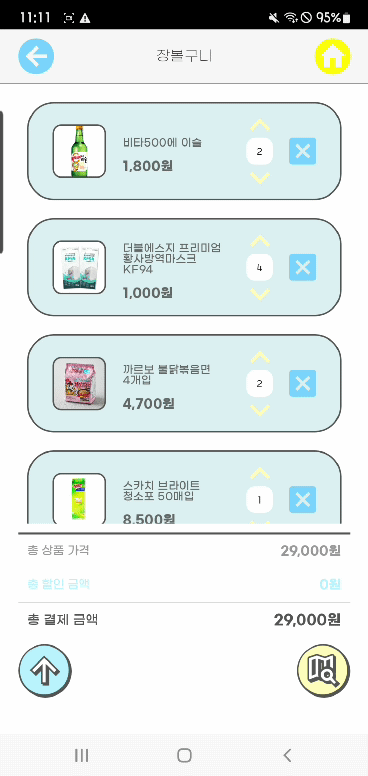 11:11
95%
장볼구니
비타500에 이슬
1,800원
2
더블에스지 프리미엄
황사방역마스크
KF94
1,000원
4
까르보 불닭볶음면
4개입
4,700원
2
스카치 브라이트
청소포 50매입
8,500원
1
총 상품 가격
29,000원
총 할인 금액
0원
총 결제 금액
29,000원